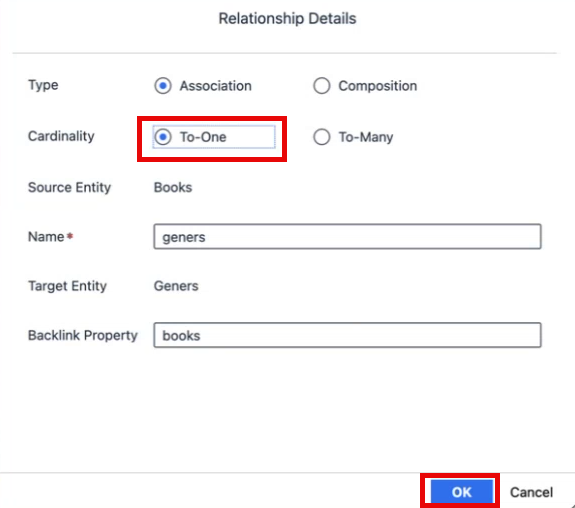 Relationship Details
Type Association Composition
Cardinality To-One To-Many
Source Entity Books
Name* geners
Target Entity Geners
Backlink Property books
OK Cancel